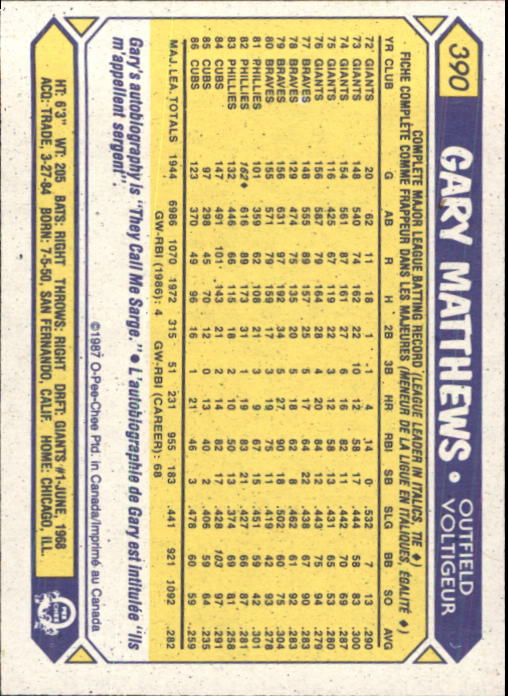 390
GARY MATTHEWS • OUTFIELD
VOLTIGEUR
COMPLETE MAJOR LEAGUE BATTING RECORD (LEAGUE LEADER IN ITALICS, TIE ♦)
FICHE COMPLÈTE COMME FRAPPEUR DANS LES MAJEURES (MENEUR DE LA LIGUE EN ITALIQUES, ÉGALITÉ ♦)
YR CLUB G AB R H 2B 3B HR RBI SB SLG BB SO AVG
72 GIANTS 20 62 11 18 1 1 4 14 0 .532 7 13 .290
73 GIANTS 148 540 74 162 22 10 12 58 17 .444 58 83 .300
74 GIANTS 154 561 87 161 27 6 16 82 11 .442 70 69 .287
75 GIANTS 116 425 67 119 22 3 12 58 13 .431 65 53 .280
76 GIANTS 156 587 79 164 28 4 20 84 12 .443 75 94 .279
77 BRAVES 148 555 89 157 25 5 17 64 22 .438 67 90 .283
78 BRAVES 129 474 75 135 20 5 18 62 8 .462 61 92 .285
79 BRAVES 156 631 97 192 34 5 27 90 18 .502 60 75 .304
80 BRAVES 155 571 79 159 17 3 19 75 11 .419 42 93 .278
81 PHILLIES 101 359 62 108 21 3 9 67 15 .451 59 42 .301
82 PHILLIES 162♦ 616 89 173 31 1 19 83 21 .427 66 87 .281
83 PHILLIES 132 446 66 115 18 2 10 50 13 .374 69 81 .258
84 CUBS 147 491 101 143 21 2 14 82 17 .428 103 97 .291
85 CUBS 97 298 45 70 12 0 13 40 2 .406 59 64 .235
86 CUBS 123 370 49 96 16 1 21 46 3 .478 60 59 .259
MAJ. LEA. TOTALS 1944 6986 1070 1972 315 51 231 955 183 .441 921 1092 .282
GW-RBI (1986): 4 GW-RBI (CAREER): 68
Gary's autobiography is "They Call Me Sarge." • L'autobiographie de Gary est intitulée "Ils
m'appellent sergent".
©1987 O-Pee-Chee Ptd. in Canada/Imprimé au Canada
HT: 6'3" WT: 205 BATS: RIGHT THROWS: RIGHT DRFT: GIANTS #1-JUNE, 1968
ACQ: TRADE, 3-27-84 BORN: 7-5-50, SAN FERNANDO, CALIF. HOME: CHICAGO, ILL.
O
PEE
CHEE